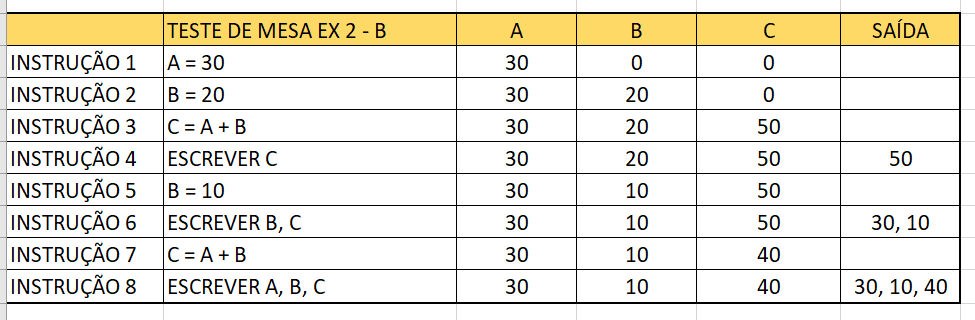 TESTE DE MESA EX 2 - B A B C SAÍDA
INSTRUÇÃO 1 A = 30 30 0 0
INSTRUÇÃO 2 B = 20 30 20 0
INSTRUÇÃO 3 C = A + B 30 20 50
INSTRUÇÃO 4 ESCREVER C 30 20 50 50
INSTRUÇÃO 5 B = 10 30 10 50
INSTRUÇÃO 6 ESCREVER B, C 30 10 50 30, 10
INSTRUÇÃO 7 C = A + B 30 10 40
INSTRUÇÃO 8 ESCREVER A, B, C 30 10 40 30, 10, 40